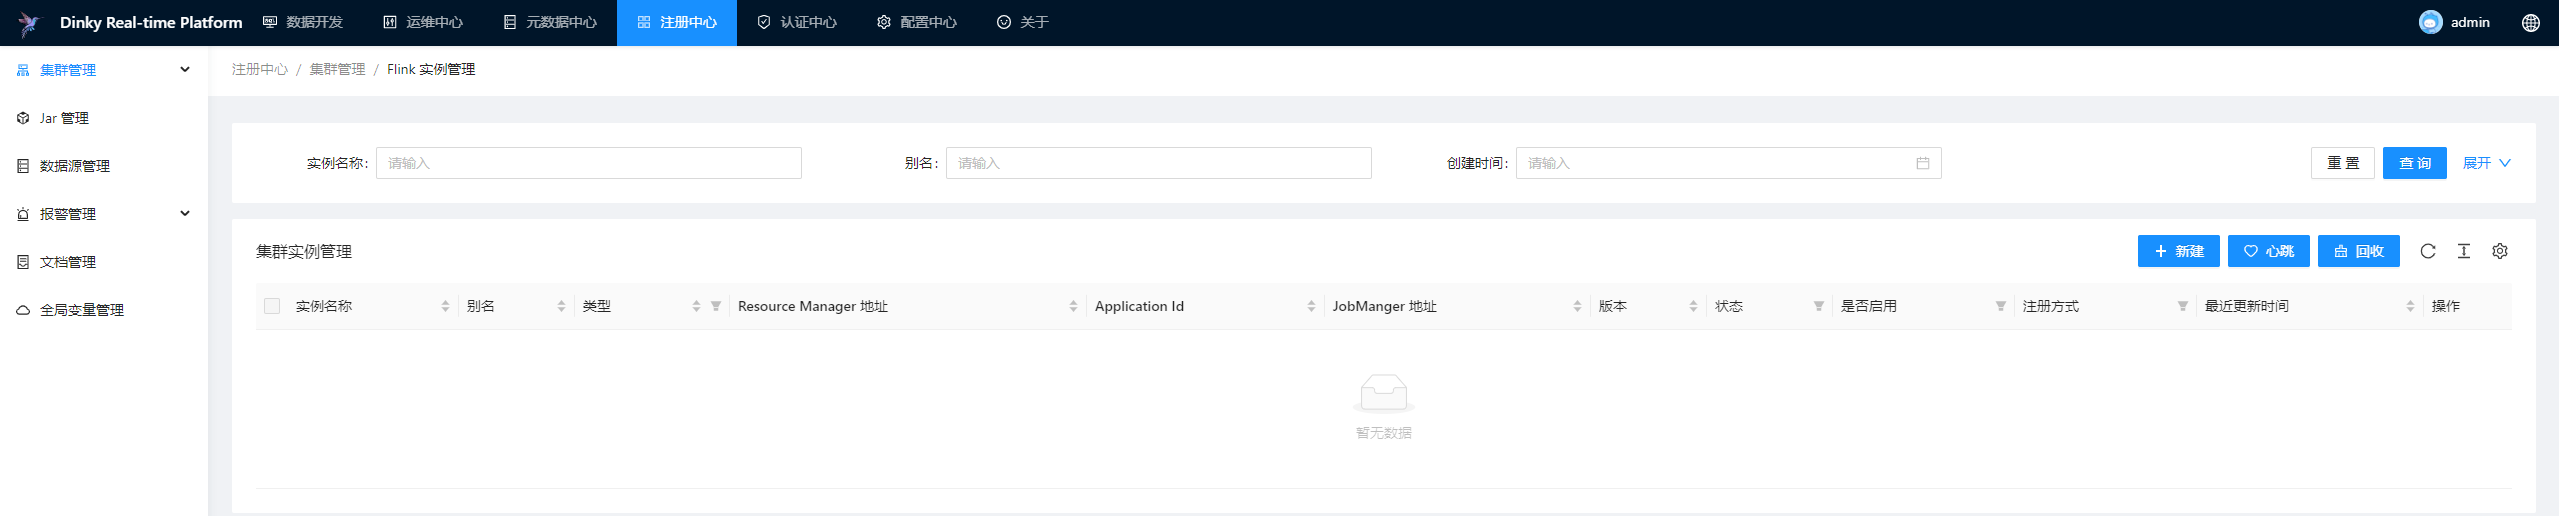 Dinky Real-time Platform 数据开发 运维中心 元数据中心 注册中心 认证中心 配置中心 关于 admin
集群管理
Jar 管理
数据源管理
报警管理
文档管理
全局变量管理
注册中心 / 集群管理 / Flink 实例管理
实例名称: 请输入 别名: 请输入 创建时间: 请输入 重 置 查 询 展开
集群实例管理 新建 心跳 回收
实例名称 别名 类型 Resource Manager 地址 Application Id JobManger 地址 版本 状态 是否启用 注册方式 最近更新时间 操作
暂无数据